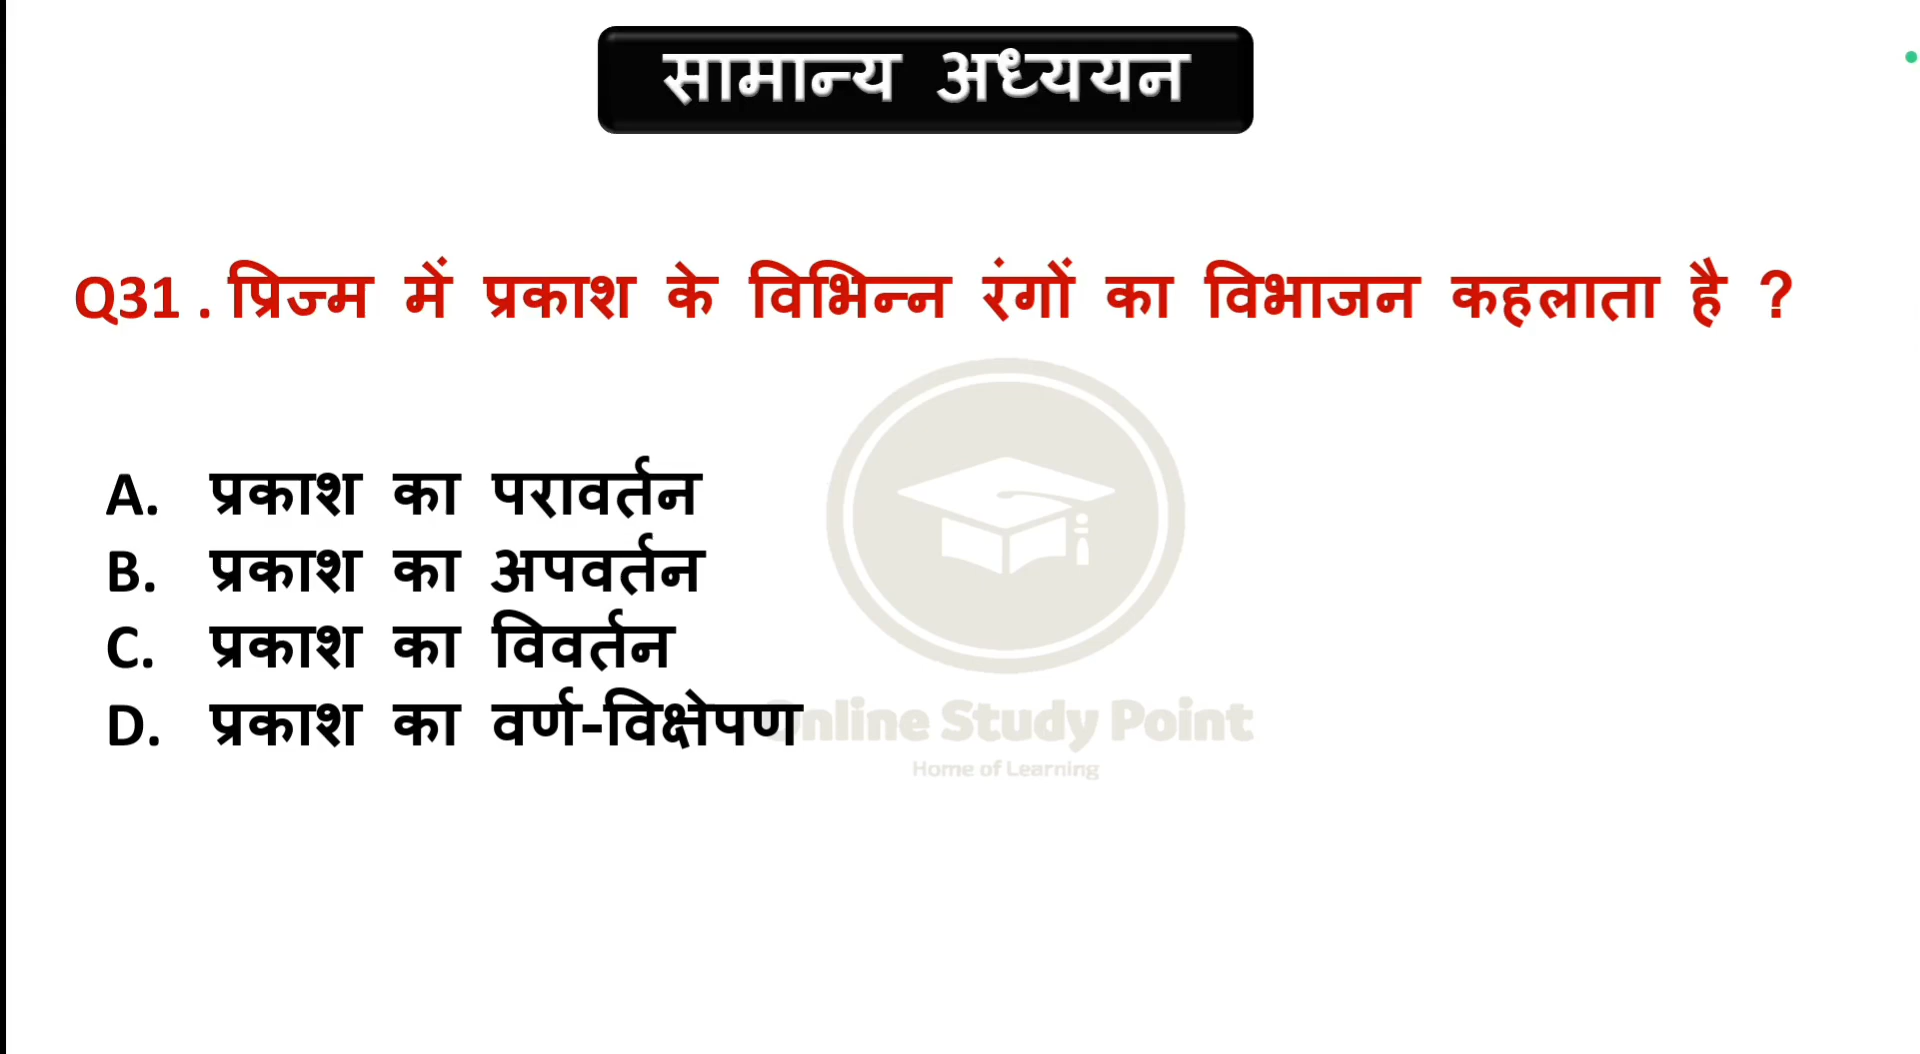 सामान्य अध्ययन
Q31 . प्रिज्म में प्रकाश के विभिन्न रंगों का विभाजन कहलाता है ?
A. प्रकाश का परावर्तन
B. प्रकाश का अपवर्तन
C. प्रकाश का विवर्तन
D. प्रकाश का वर्ण-विक्षेपण
Online Study Point
Home of Learning